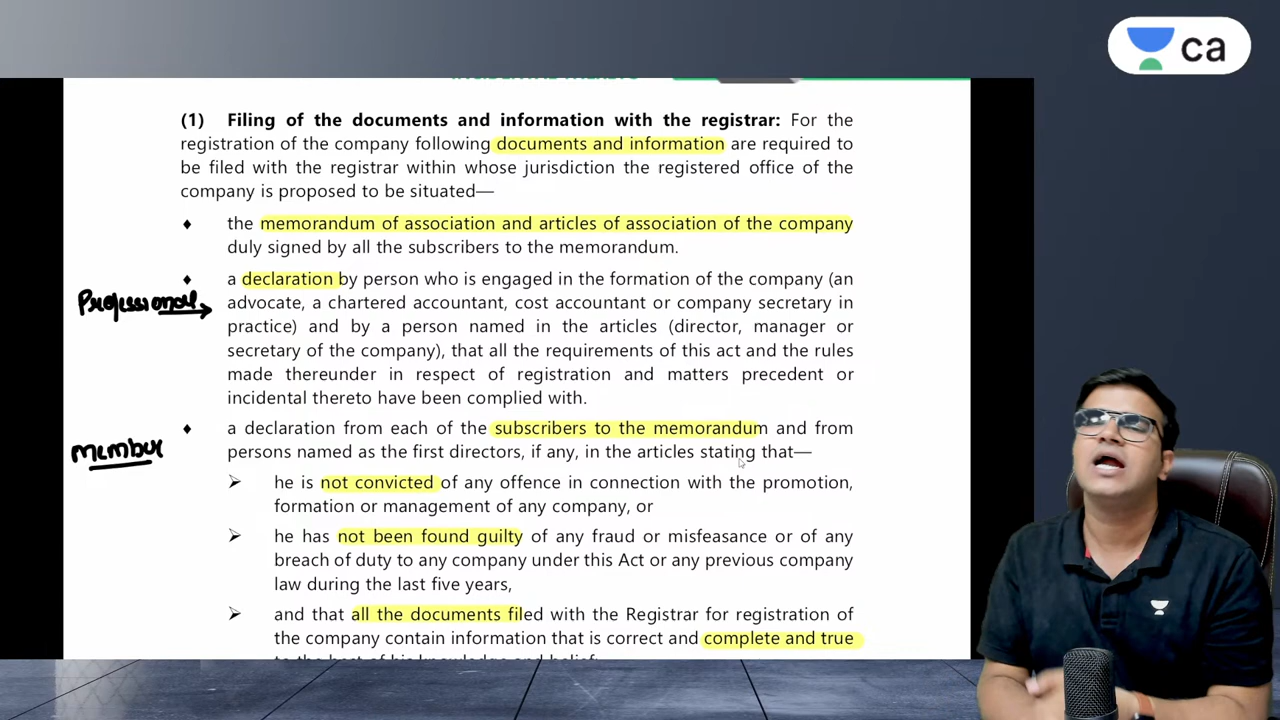 ca
(1) Filing of the documents and information with the registrar: For the
registration of the company following documents and information are required to
be filed with the registrar within whose jurisdiction the registered office of the
company is proposed to be situated—
♦ the memorandum of association and articles of association of the company
duly signed by all the subscribers to the memorandum.
♦ a declaration by person who is engaged in the formation of the company (an
Professional
advocate, a chartered accountant, cost accountant or company secretary in
practice) and by a person named in the articles (director, manager or
secretary of the company), that all the requirements of this act and the rules
made thereunder in respect of registration and matters precedent or
incidental thereto have been complied with.
♦ a declaration from each of the subscribers to the memorandum and from
Member
persons named as the first directors, if any, in the articles stating that—
➢ he is not convicted of any offence in connection with the promotion,
formation or management of any company, or
➢ he has not been found guilty of any fraud or misfeasance or of any
breach of duty to any company under this Act or any previous company
law during the last five years,
➢ and that all the documents filed with the Registrar for registration of
the company contain information that is correct and complete and true